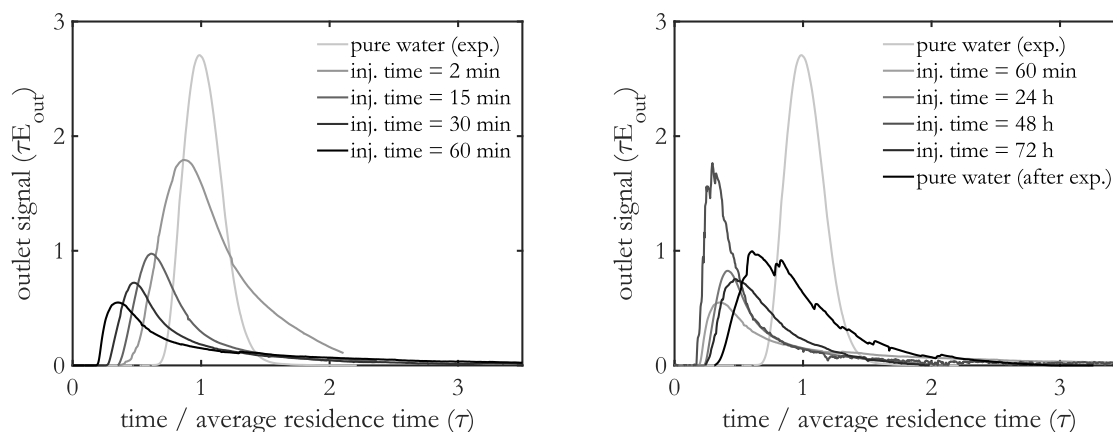 3
2
1
0
outlet signal (τE_out)
pure water (exp.)
inj. time = 2 min
inj. time = 15 min
inj. time = 30 min
inj. time = 60 min
0 1 2 3
time / average residence time (τ)
3
2
1
0
outlet signal (τE_out)
pure water (exp)
inj. time = 60 min
inj. time = 24 h
inj. time = 48 h
inj. time = 72 h
pure water (after exp.)
0 1 2 3
time / average residence time (τ)